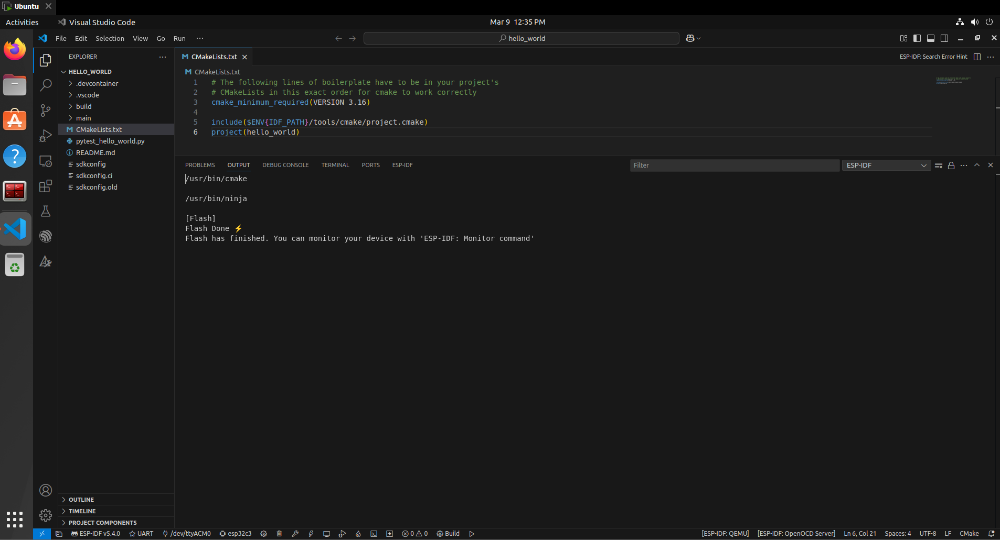 Ubuntu
Activities
Visual Studio Code
Mar 9 12:35 PM
File Edit Selection View Go Run ···
hello_world
EXPLORER
HELLO_WORLD
.devcontainer
.vscode
build
main
CMakeLists.txt
pytest_hello_world.py
README.md
sdkconfig
sdkconfig.ci
sdkconfig.old
OUTLINE
TIMELINE
PROJECT COMPONENTS
CMakeLists.txt
ESP-IDF: Search Error Hint
CMakeLists.txt
1 # The following lines of boilerplate have to be in your project's
2 # CMakeLists in this exact order for cmake to work correctly
3 cmake_minimum_required(VERSION 3.16)
4
5 include($ENV{IDF_PATH}/tools/cmake/project.cmake)
6 project(hello_world)
PROBLEMS OUTPUT DEBUG CONSOLE TERMINAL PORTS ESP-IDF
Filter
ESP-IDF
/usr/bin/cmake
/usr/bin/ninja
[Flash]
Flash Done ⚡
Flash has finished. You can monitor your device with 'ESP-IDF: Monitor command'
ESP-IDF v5.4.0 UART /dev/ttyACM0 esp32c3 0 0 Build [ESP-IDF: QEMU] [ESP-IDF: OpenOCD Server] Ln 6, Col 21 Spaces: 4 UTF-8 LF CMake